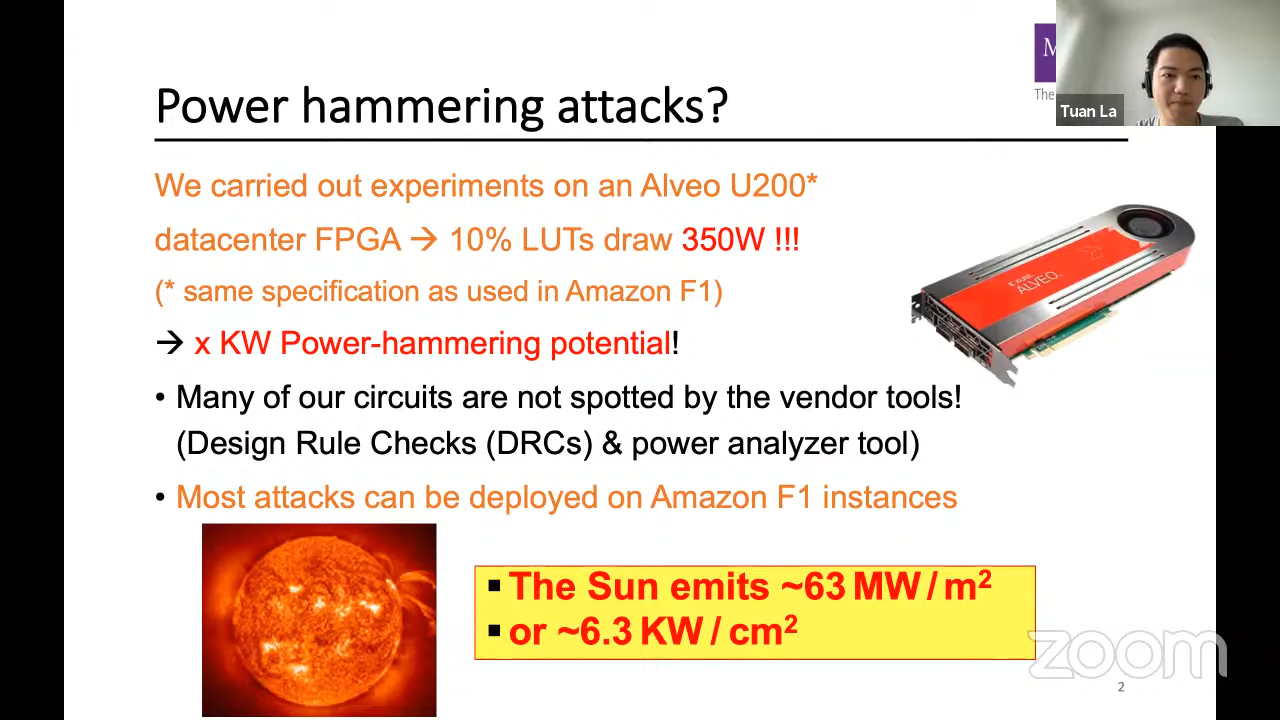 M
The
Tuan La
Power hammering attacks?
We carried out experiments on an Alveo U200*
datacenter FPGA → 10% LUTs draw 350W !!!
(* same specification as used in Amazon F1)
→ x KW Power-hammering potential!
• Many of our circuits are not spotted by the vendor tools!
(Design Rule Checks (DRCs) & power analyzer tool)
• Most attacks can be deployed on Amazon F1 instances
XILINX
ALVEO
▪ The Sun emits ~63 MW / m²
▪ or ~6.3 KW / cm²
zoom
2